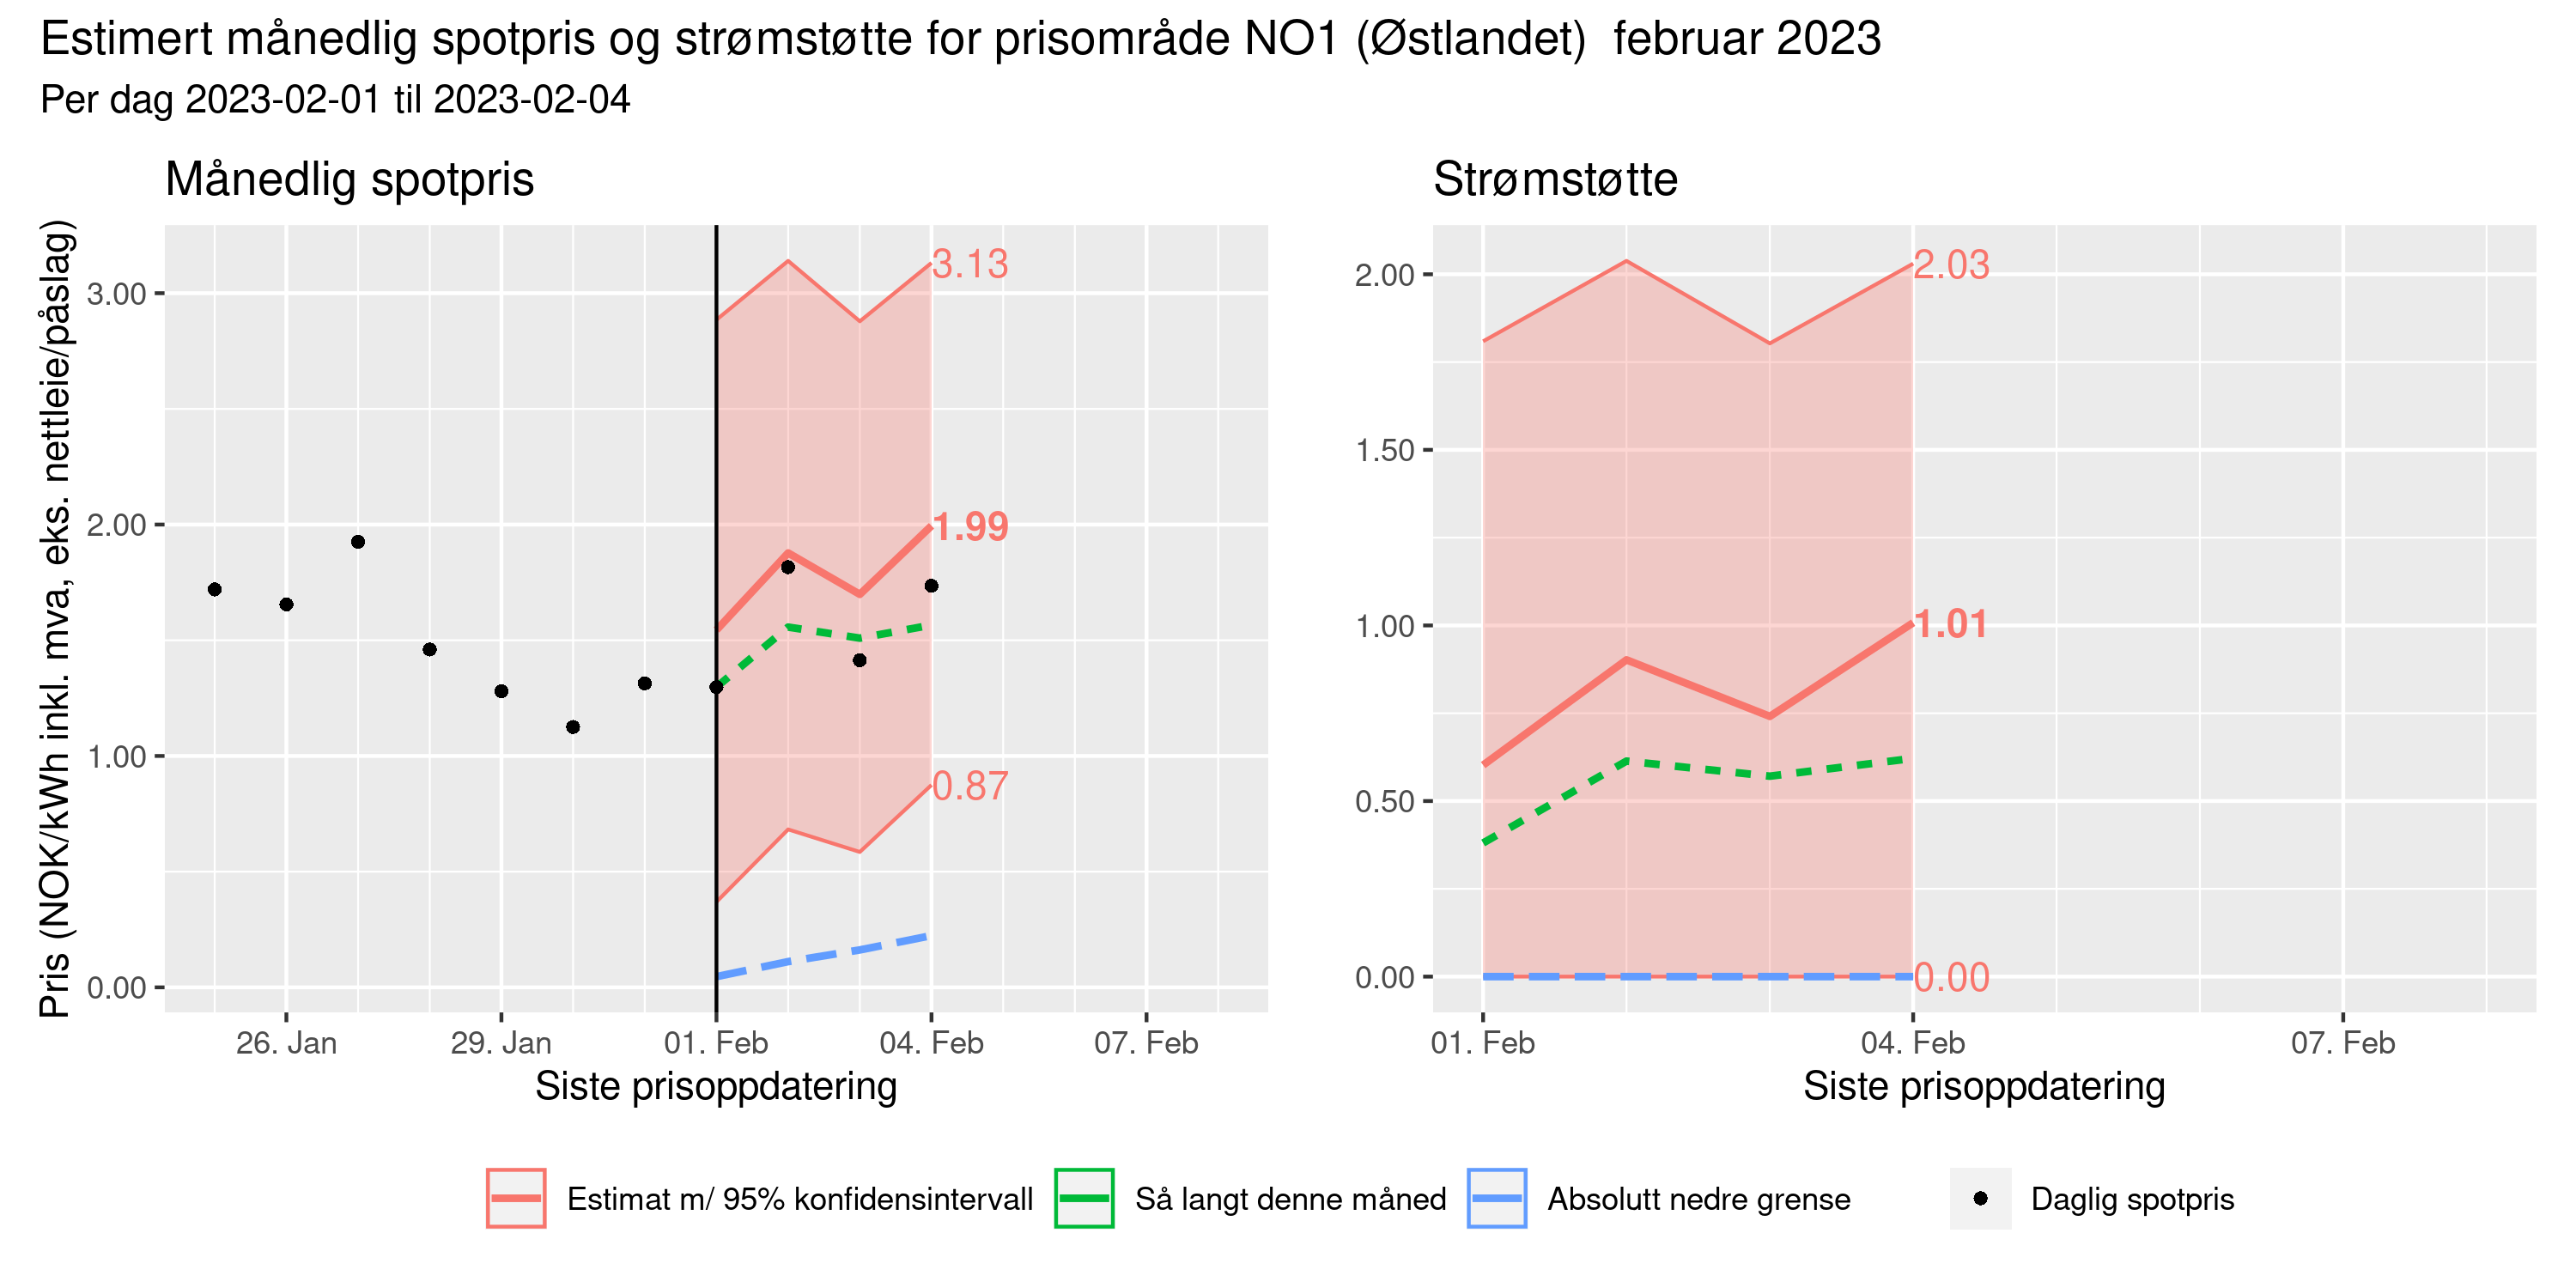 Estimert månedlig spotpris og strømstøtte for prisområde NO1 (Østlandet)  februar 2023
Per dag 2023-02-01 til 2023-02-04
Månedlig spotpris
Pris (NOK/kWh inkl. mva, eks. nettleie/påslag)
3.00
2.00
1.00
0.00
3.13
1.99
0.87
26. Jan
29. Jan
01. Feb
04. Feb
07. Feb
Siste prisoppdatering
Strømstøtte
2.00
1.50
1.00
0.50
0.00
2.03
1.01
0.00
01. Feb
04. Feb
07. Feb
Siste prisoppdatering
Estimat m/ 95% konfidensintervall
Så langt denne måned
Absolutt nedre grense
Daglig spotpris